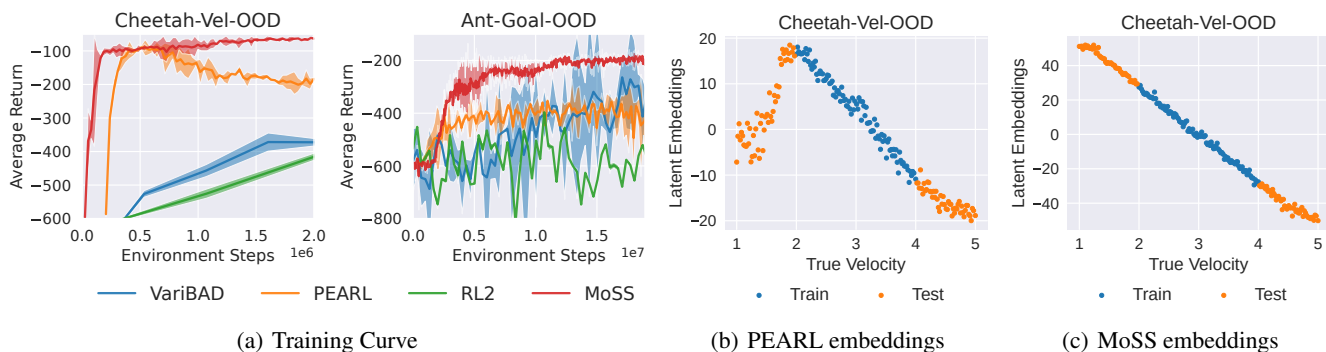 Cheetah-Vel-OOD
Average Return
−100
−200
−300
−400
−500
−600
0.0 0.5 1.0 1.5 2.0
Environment Steps 1e6
Ant-Goal-OOD
Average Return
−200
−400
−600
−800
0.0 0.5 1.0 1.5
Environment Steps 1e7
VariBAD PEARL RL2 MoSS
(a) Training Curve
Cheetah-Vel-OOD
Latent Embeddings
20
10
0
−10
−20
1 2 3 4 5
True Velocity
Train Test
(b) PEARL embeddings
Cheetah-Vel-OOD
Latent Embeddings
40
20
0
−20
−40
1 2 3 4 5
True Velocity
Train Test
(c) MoSS embeddings